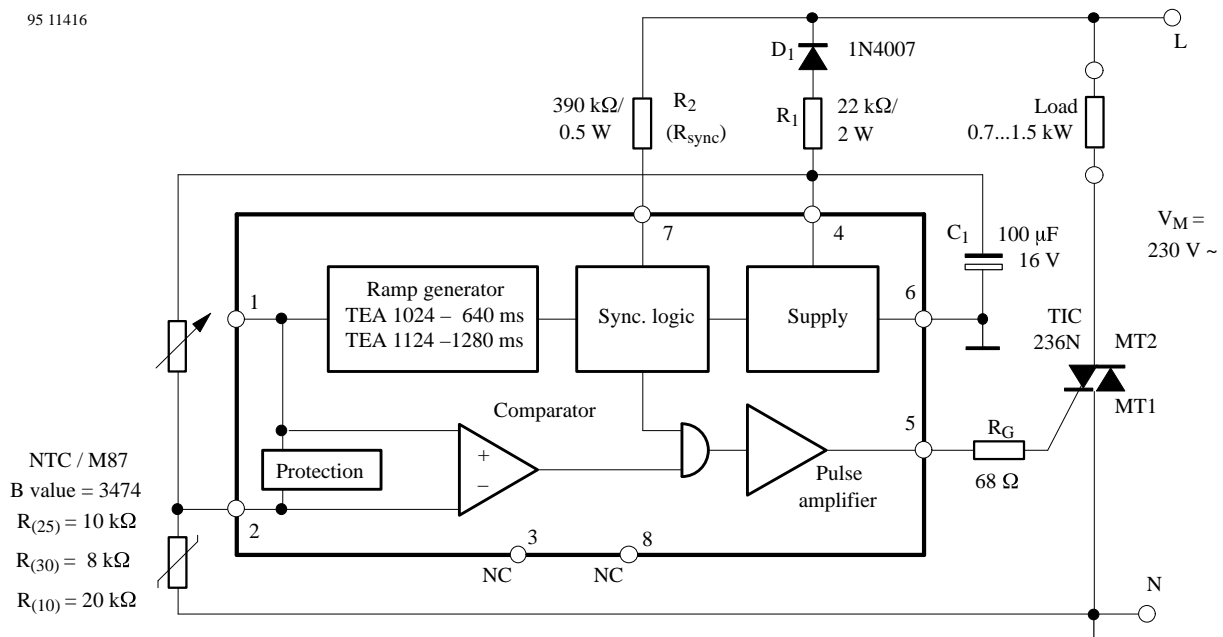 95 11416
L
D1
1N4007
390 kΩ/
0.5 W
R2
(Rsync)
R1
22 kΩ/
2 W
Load
0.7...1.5 kW
7
4
C1
100 μF
16 V
VM =
230 V ~
1
Ramp generator
TEA 1024 – 640 ms
TEA 1124 –1280 ms
Sync. logic
Supply
6
TIC
236N
MT2
MT1
Comparator
5
RG
68 Ω
+
–
Protection
Pulse
amplifier
NTC / M87
B value = 3474
R(25) = 10 kΩ
R(30) = 8 kΩ
R(10) = 20 kΩ
2
3
8
NC
NC
N